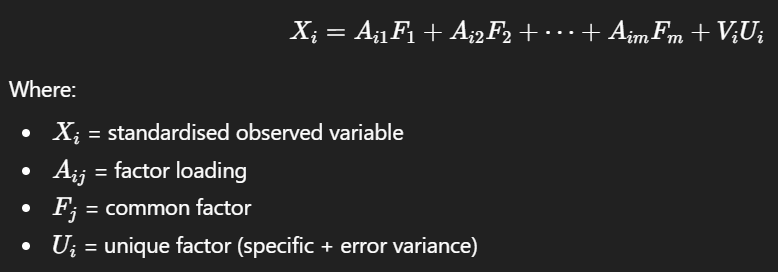 Xᵢ = Aᵢ₁F₁ + Aᵢ₂F₂ + ⋯ + AᵢₘFₘ + VᵢUᵢ
Where:
• Xᵢ = standardised observed variable
• Aᵢⱼ = factor loading
• Fⱼ = common factor
• Uᵢ = unique factor (specific + error variance)